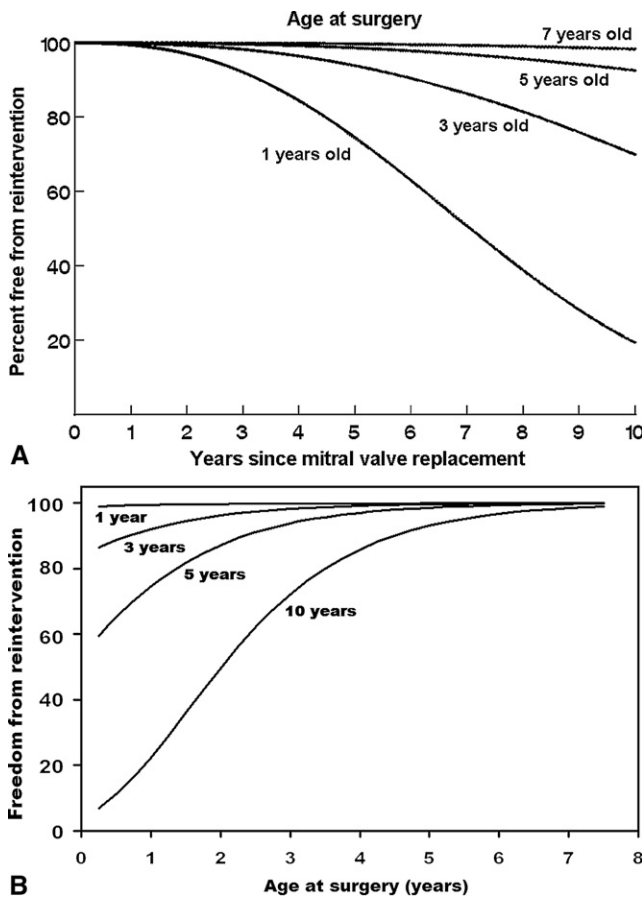 Age at surgery
100
80
60
40
20
Percent free from reintervention
7 years old
5 years old
3 years old
1 years old
0 1 2 3 4 5 6 7 8 9 10
Years since mitral valve replacement
A
100
80
60
40
20
0
Freedom from reintervention
1 year
3 years
5 years
10 years
0 1 2 3 4 5 6 7 8
Age at surgery (years)
B